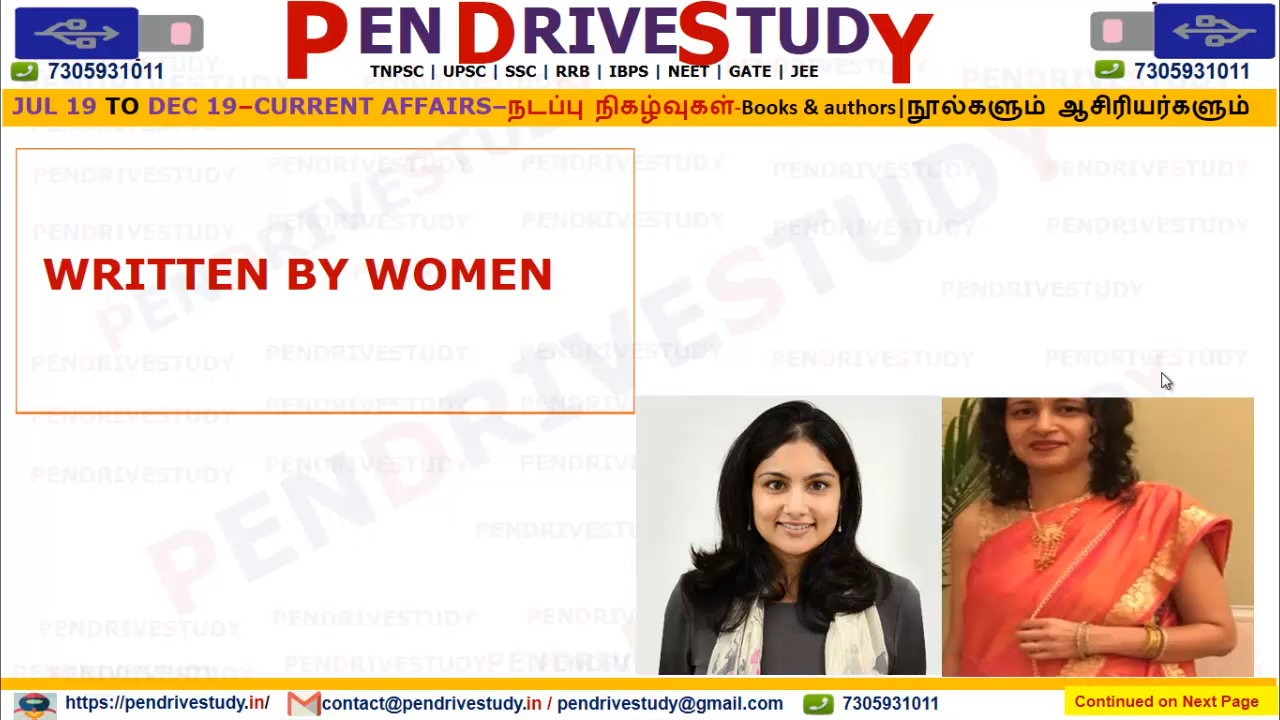 PENDRIVESTUDY
TNPSC | UPSC | SSC | RRB | IBPS | NEET | GATE | JEE
7305931011
7305931011
JUL 19 TO DEC 19–CURRENT AFFAIRS–நடப்பு நிகழ்வுகள்-Books & authors|நூல்களும் ஆசிரியர்களும்
WRITTEN BY WOMEN
https://pendrivestudy.in/ contact@pendrivestudy.in / pendrivestudy@gmail.com 7305931011
Continued on Next Page